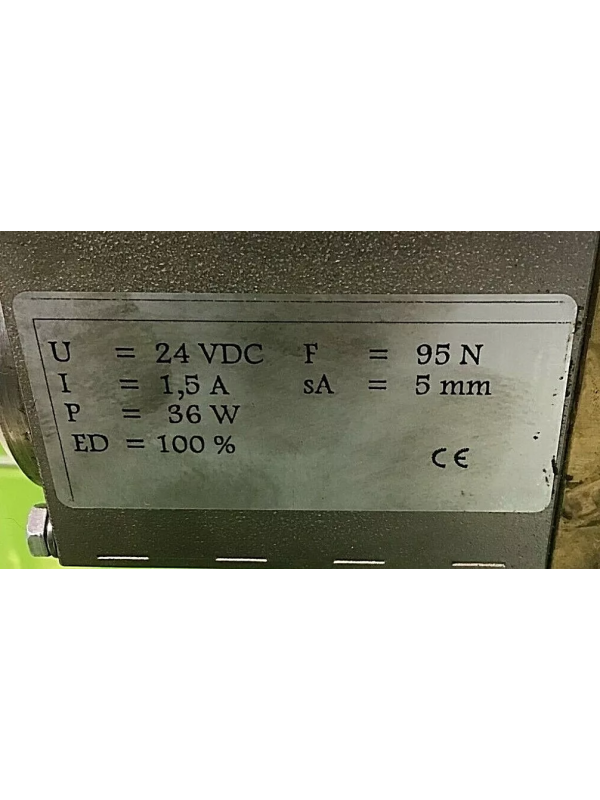 U = 24 VDC F = 95 N
I = 1,5 A sA = 5 mm
P = 36 W
ED = 100 %
CE